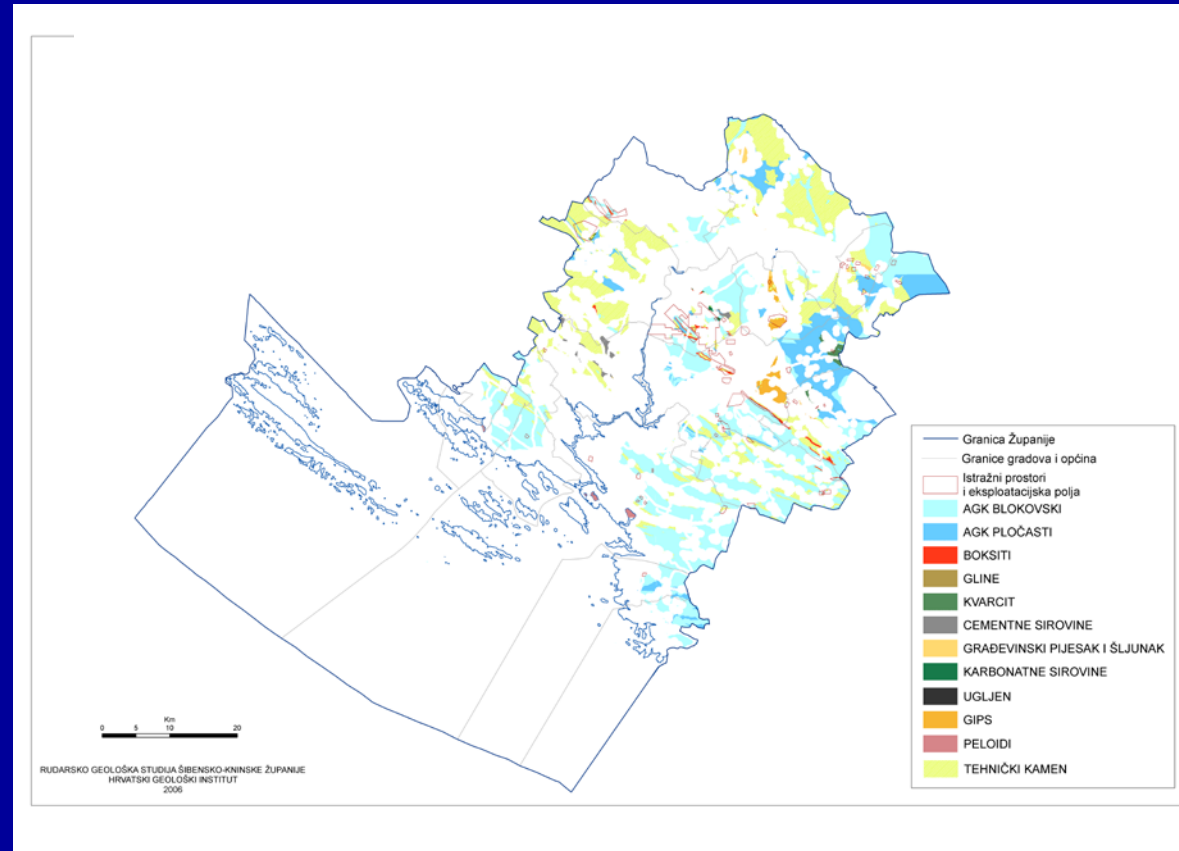 Granica Županije
Granice gradova i općina
Istražni prostori
i eksploatacijska polja
AGK BLOKOVSKI
AGK PLOČASTI
BOKSITI
GLINE
KVARCIT
CEMENTNE SIROVINE
GRAĐEVINSKI PIJESAK I ŠLJUNAK
KARBONATNE SIROVINE
UGLJEN
GIPS
PELOIDI
TEHNIČKI KAMEN
Km
0 5 10 20
RUDARSKO GEOLOŠKA STUDIJA ŠIBENSKO-KNINSKE ŽUPANIJE
HRVATSKI GEOLOŠKI INSTITUT
2006